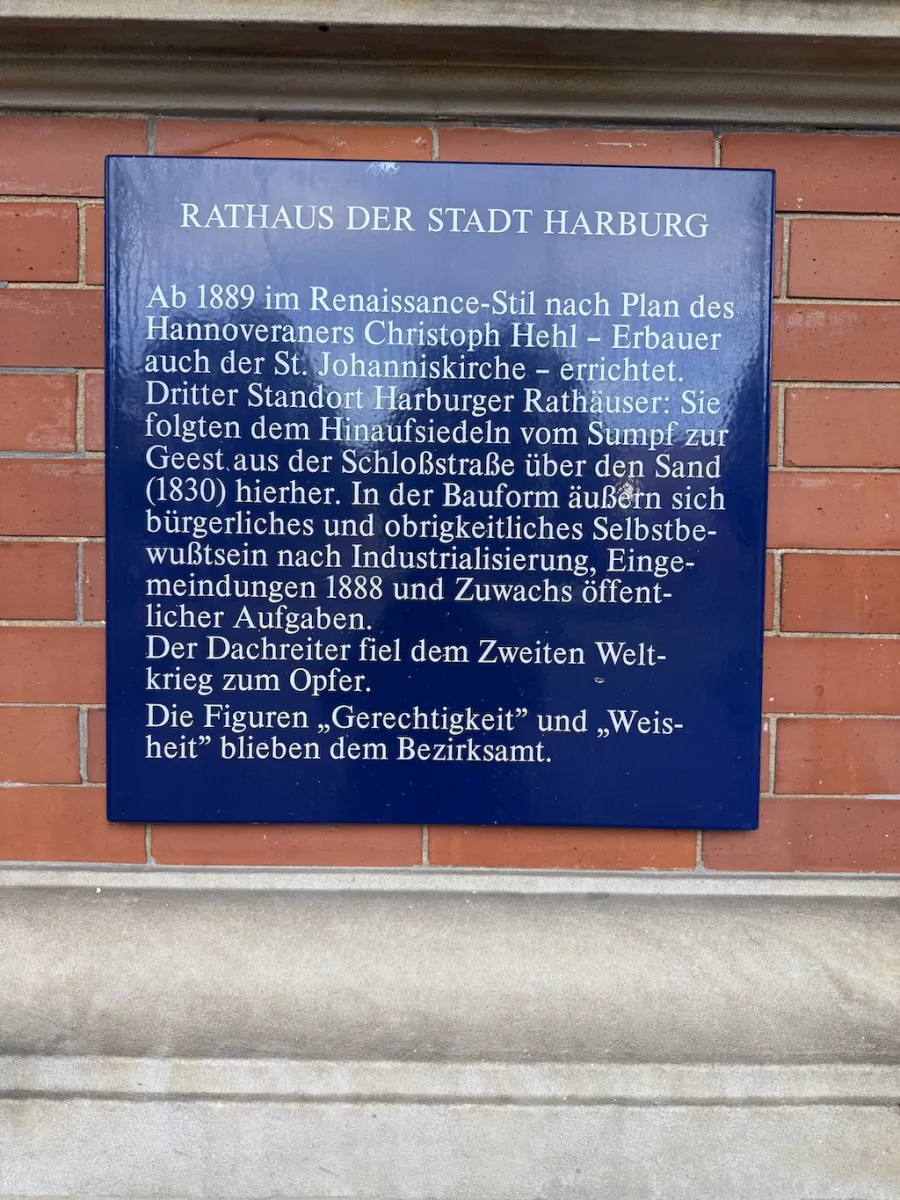 RATHAUS DER STADT HARBURG
Ab 1889 im Renaissance-Stil nach Plan des
Hannoveraners Christoph Hehl – Erbauer
auch der St. Johanniskirche – errichtet.
Dritter Standort Harburger Rathäuser: Sie
folgten dem Hinaufsiedeln vom Sumpf zur
Geest aus der Schloßstraße über den Sand
(1830) hierher. In der Bauform äußern sich
bürgerliches und obrigkeitliches Selbstbe-
wußtsein nach Industrialisierung, Einge-
meindungen 1888 und Zuwachs öffent-
licher Aufgaben.
Der Dachreiter fiel dem Zweiten Welt-
krieg zum Opfer.
Die Figuren „Gerechtigkeit” und „Weis-
heit” blieben dem Bezirksamt.